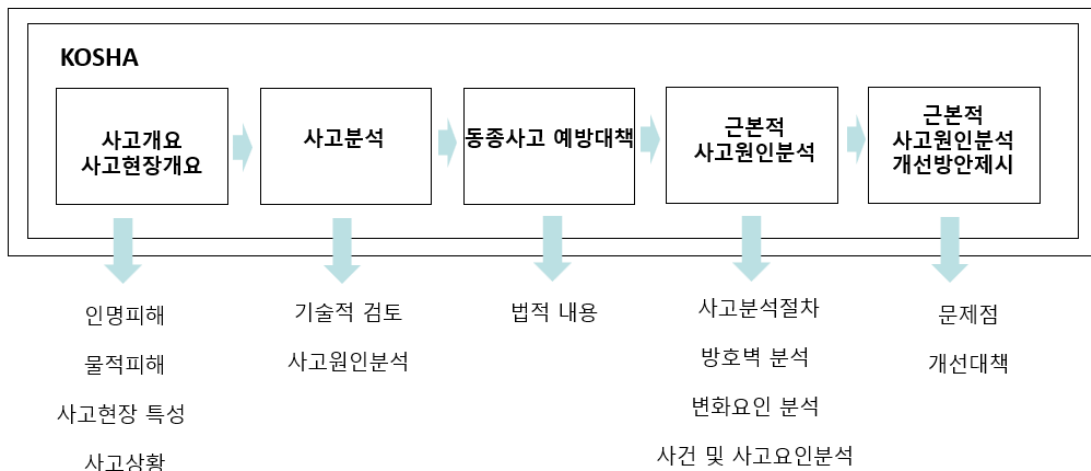 KOSHA
사고개요
사고현장개요
사고분석
동종사고 예방대책
근본적
사고원인분석
근본적
사고원인분석
개선방안제시
인명피해
물적피해
사고현장 특성
사고상황
기술적 검토
사고원인분석
법적 내용
사고분석절차
방호벽 분석
변화요인 분석
사건 및 사고요인분석
문제점
개선대책